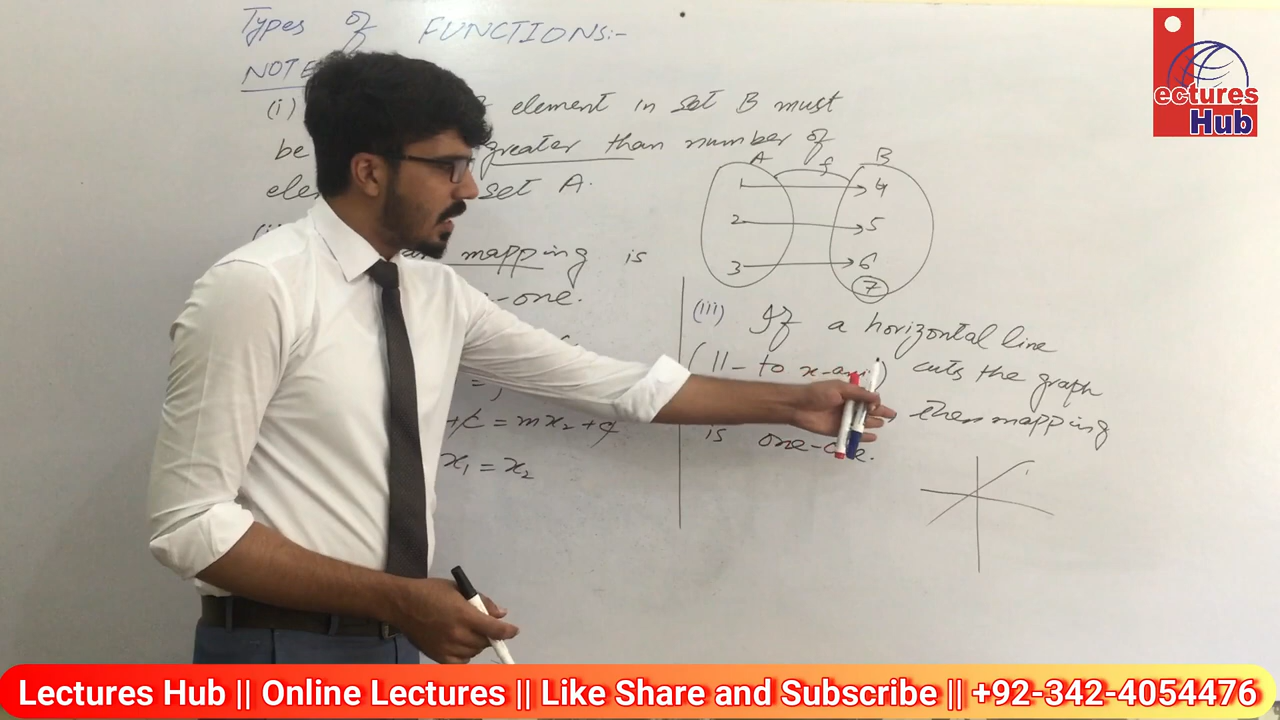 Types of FUNCTIONS:-
NOTE
(i) element in set B must
be greater than number of
set A.
mapping is
-one.
+c = mx₂+c
x₁ = x₂
A f B
1 4
2 5
3 6
7
(iii) If a horizontal line
(||- to x-axis) cuts the graph
then mapping
is one-one.
ectures
Hub
Lectures Hub || Online Lectures || Like Share and Subscribe || +92-342-4054476